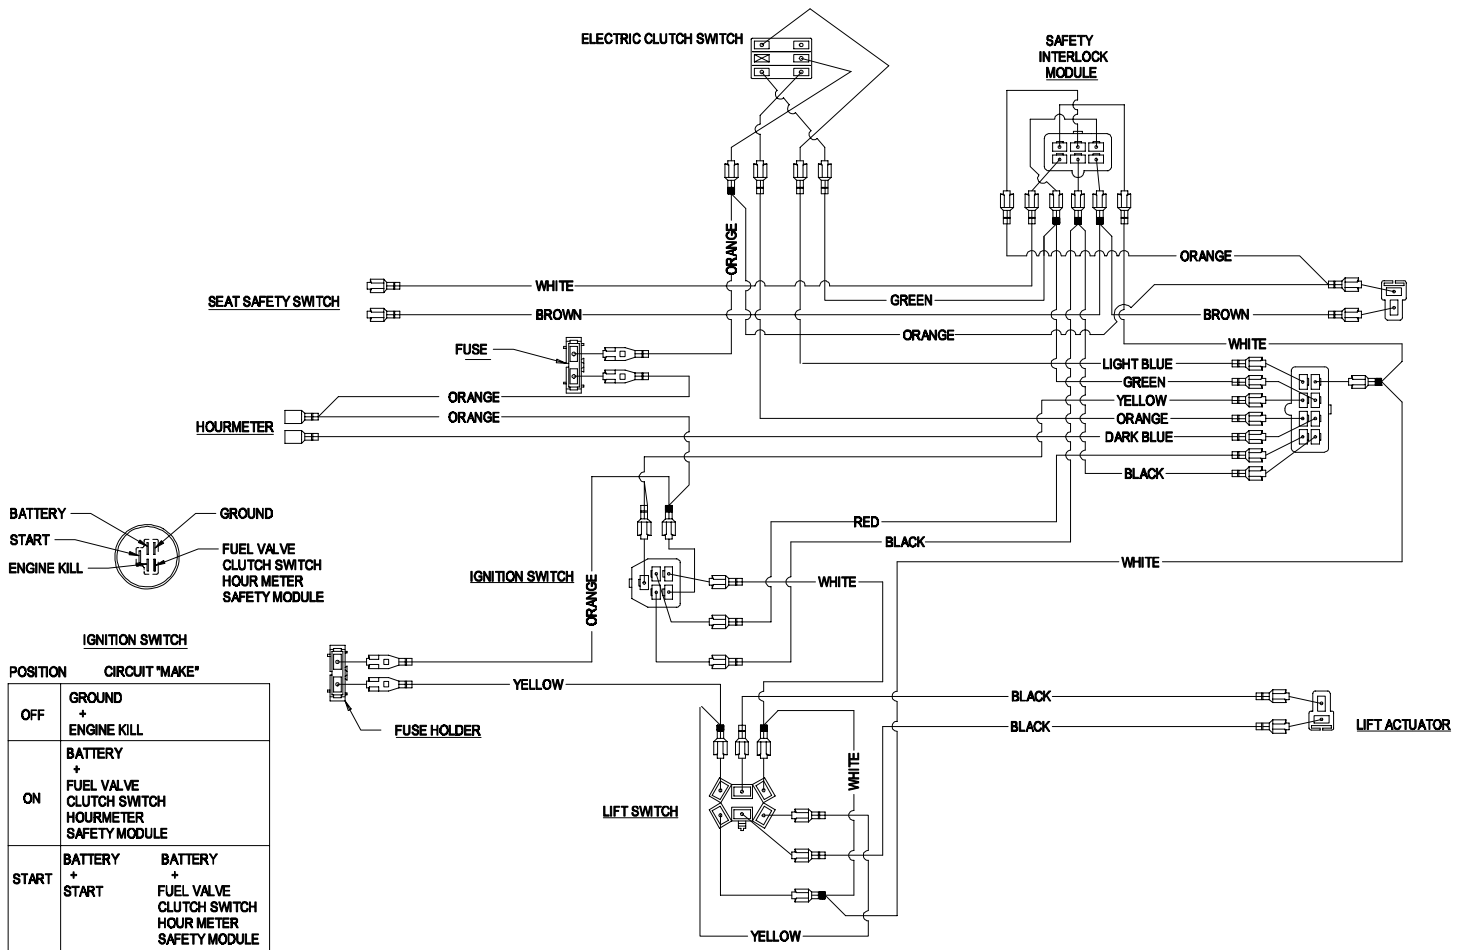 ELECTRIC CLUTCH SWITCH
SAFETY
INTERLOCK
MODULE
ORANGE
ORANGE
WHITE
SEAT SAFETY SWITCH
GREEN
BROWN
BROWN
ORANGE
WHITE
FUSE
LIGHT BLUE
GREEN
ORANGE
YELLOW
ORANGE
ORANGE
HOURMETER
DARK BLUE
BLACK
RED
BLACK
WHITE
BATTERY
GROUND
START
ENGINE KILL
FUEL VALVE
CLUTCH SWITCH
HOUR METER
SAFETY MODULE
IGNITION SWITCH
WHITE
ORANGE
IGNITION SWITCH
POSITION CIRCUIT "MAKE"
OFF
GROUND
+
ENGINE KILL
ON
BATTERY
+
FUEL VALVE
CLUTCH SWITCH
HOURMETER
SAFETY MODULE
START
BATTERY
+
START
BATTERY
+
FUEL VALVE
CLUTCH SWITCH
HOUR METER
SAFETY MODULE
YELLOW
FUSE HOLDER
BLACK
BLACK
LIFT ACTUATOR
WHITE
LIFT SWITCH
YELLOW